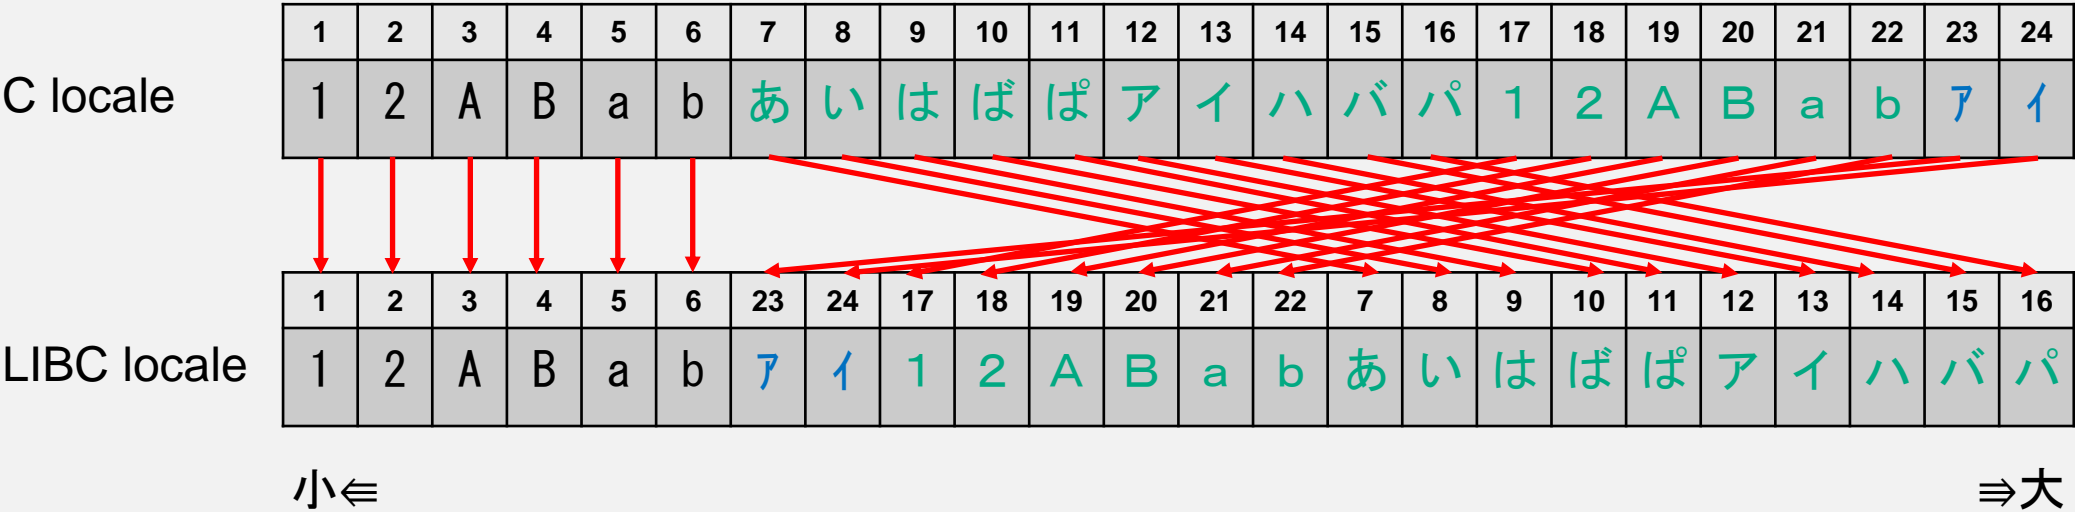 1 2 3 4 5 6 7 8 9 10 11 12 13 14 15 16 17 18 19 20 21 22 23 24
C locale 1 2 A B a b あ い は ば ぱ ア イ ハ バ パ １ ２ Ａ Ｂ ａ ｂ ｱ ｲ
1 2 3 4 5 6 23 24 17 18 19 20 21 22 7 8 9 10 11 12 13 14 15 16
LIBC locale 1 2 A B a b ｱ ｲ １ ２ Ａ Ｂ ａ ｂ あ い は ば ぱ ア イ ハ バ パ
小⇚ ⇛大